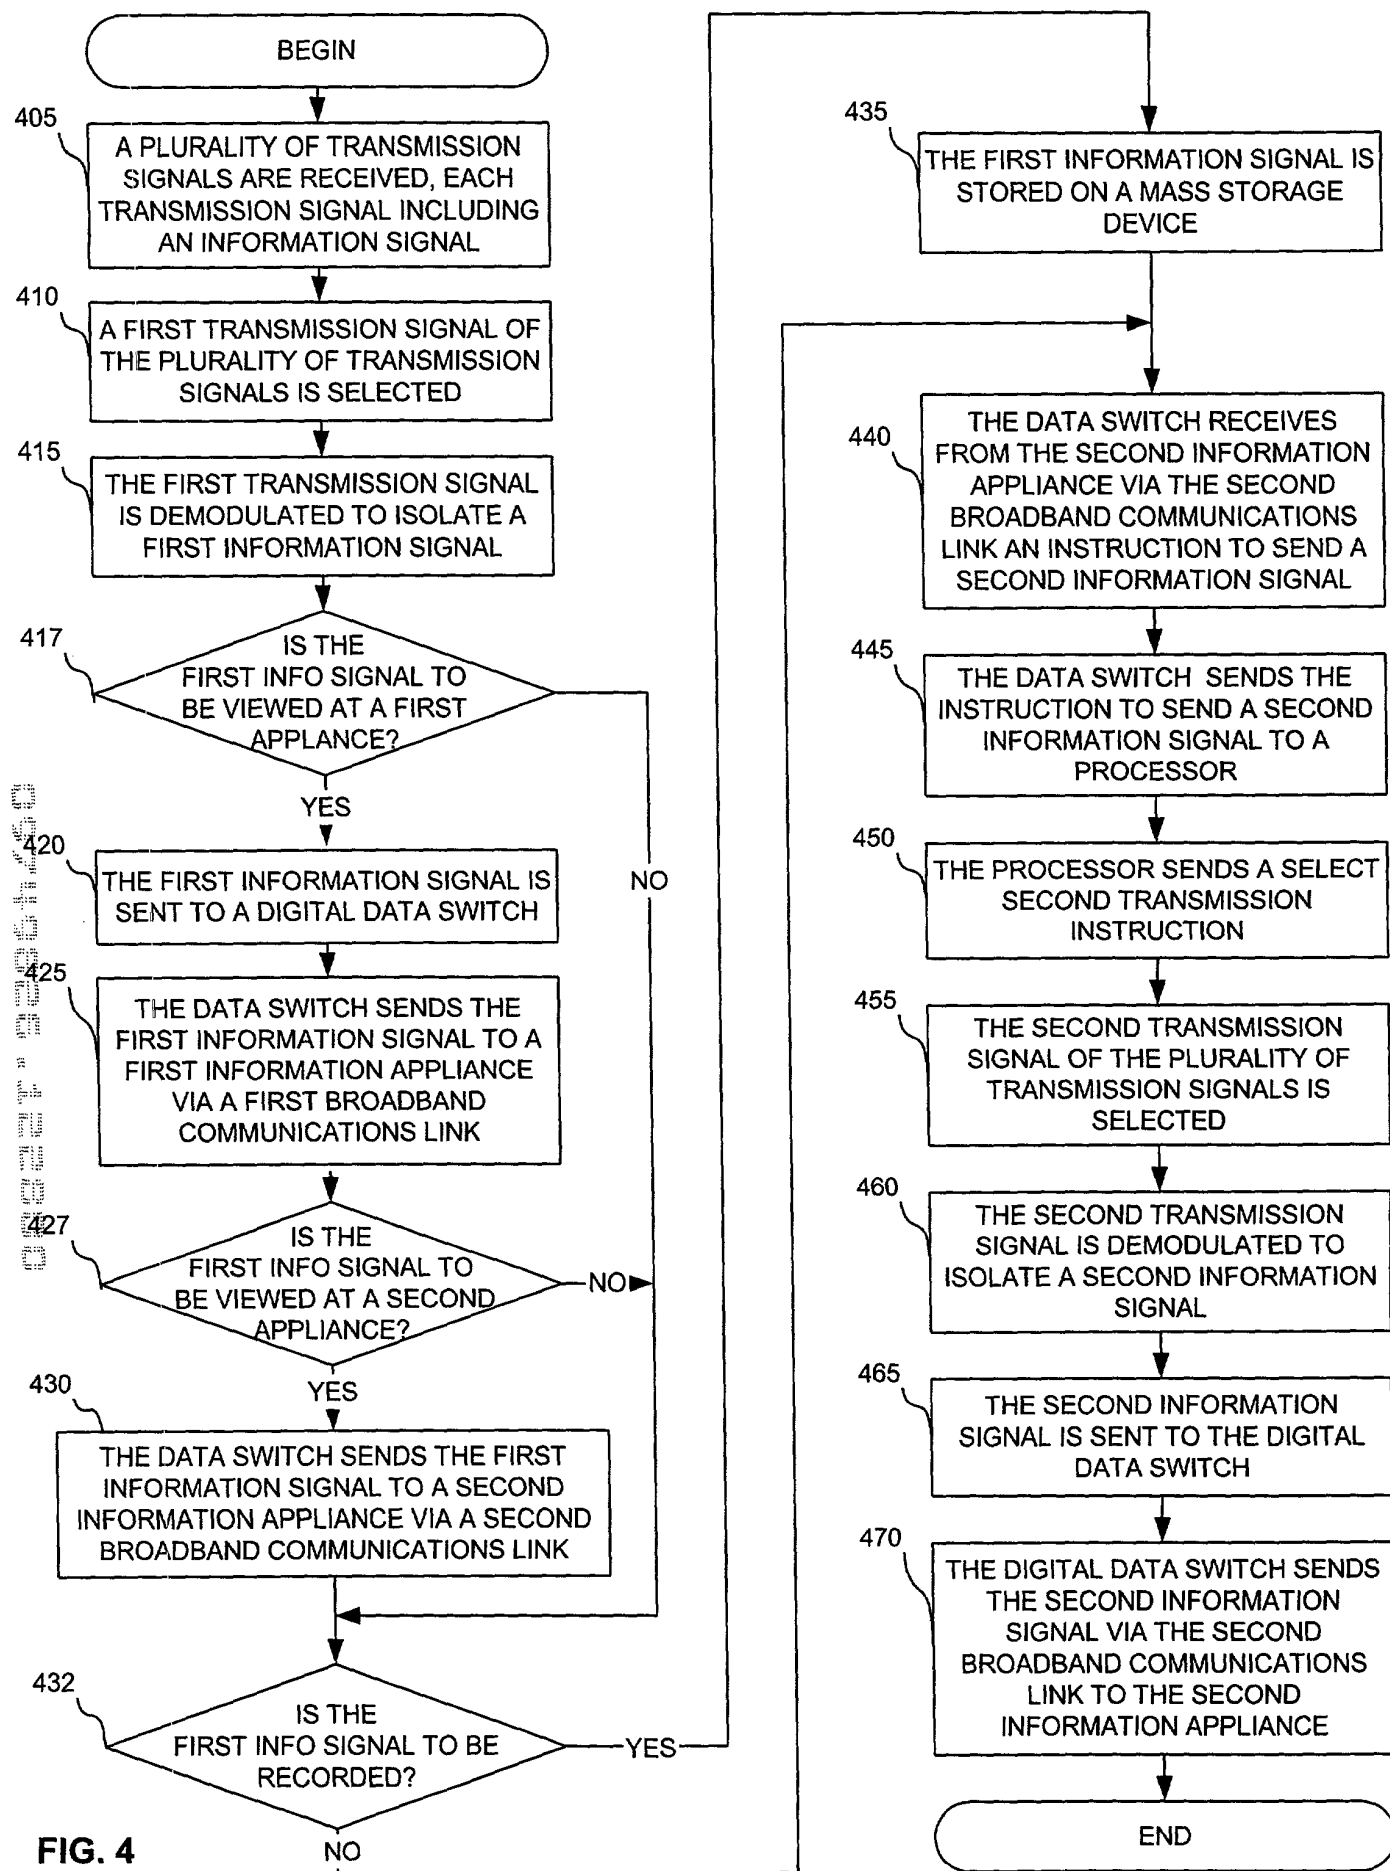 BEGIN
405
A PLURALITY OF TRANSMISSION
SIGNALS ARE RECEIVED, EACH
TRANSMISSION SIGNAL INCLUDING
AN INFORMATION SIGNAL
410
A FIRST TRANSMISSION SIGNAL OF
THE PLURALITY OF TRANSMISSION
SIGNALS IS SELECTED
415
THE FIRST TRANSMISSION SIGNAL
IS DEMODULATED TO ISOLATE A
FIRST INFORMATION SIGNAL
417
IS THE
FIRST INFO SIGNAL TO
BE VIEWED AT A FIRST
APPLANCE?
YES
NO
420
THE FIRST INFORMATION SIGNAL IS
SENT TO A DIGITAL DATA SWITCH
425
THE DATA SWITCH SENDS THE
FIRST INFORMATION SIGNAL TO A
FIRST INFORMATION APPLIANCE
VIA A FIRST BROADBAND
COMMUNICATIONS LINK
427
IS THE
FIRST INFO SIGNAL TO
BE VIEWED AT A SECOND
APPLIANCE?
NO
YES
430
THE DATA SWITCH SENDS THE FIRST
INFORMATION SIGNAL TO A SECOND
INFORMATION APPLIANCE VIA A SECOND
BROADBAND COMMUNICATIONS LINK
432
IS THE
FIRST INFO SIGNAL TO BE
RECORDED?
YES
NO
FIG. 4
435
THE FIRST INFORMATION SIGNAL IS
STORED ON A MASS STORAGE
DEVICE
440
THE DATA SWITCH RECEIVES
FROM THE SECOND INFORMATION
APPLIANCE VIA THE SECOND
BROADBAND COMMUNICATIONS
LINK AN INSTRUCTION TO SEND A
SECOND INFORMATION SIGNAL
445
THE DATA SWITCH SENDS THE
INSTRUCTION TO SEND A SECOND
INFORMATION SIGNAL TO A
PROCESSOR
450
THE PROCESSOR SENDS A SELECT
SECOND TRANSMISSION
INSTRUCTION
455
THE SECOND TRANSMISSION
SIGNAL OF THE PLURALITY OF
TRANSMISSION SIGNALS IS
SELECTED
460
THE SECOND TRANSMISSION
SIGNAL IS DEMODULATED TO
ISOLATE A SECOND INFORMATION
SIGNAL
465
THE SECOND INFORMATION
SIGNAL IS SENT TO THE DIGITAL
DATA SWITCH
470
THE DIGITAL DATA SWITCH SENDS
THE SECOND INFORMATION
SIGNAL VIA THE SECOND
BROADBAND COMMUNICATIONS
LINK TO THE SECOND
INFORMATION APPLIANCE
END